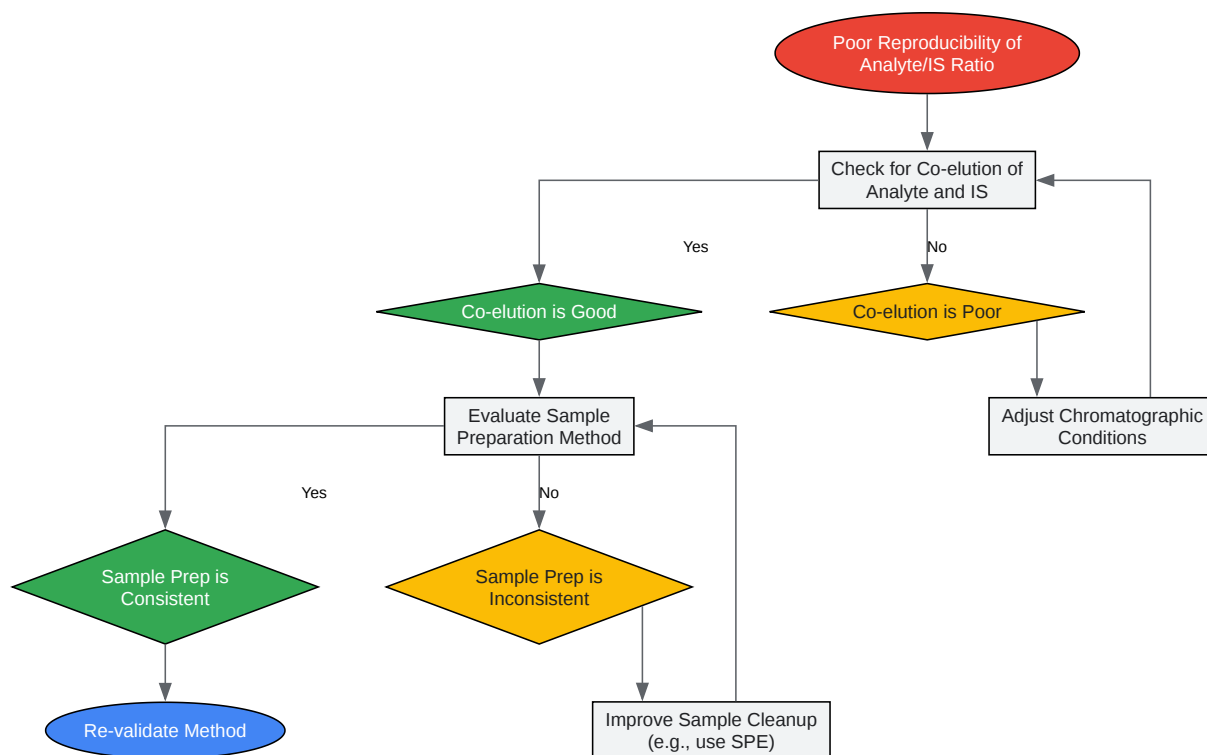 Poor Reproducibility of
Analyte/IS Ratio
Check for Co-elution of
Analyte and IS
Yes
No
Co-elution is Good
Co-elution is Poor
Evaluate Sample
Preparation Method
Adjust Chromatographic
Conditions
Yes
No
Sample Prep is
Consistent
Sample Prep is
Inconsistent
Re-validate Method
Improve Sample Cleanup
(e.g., use SPE)